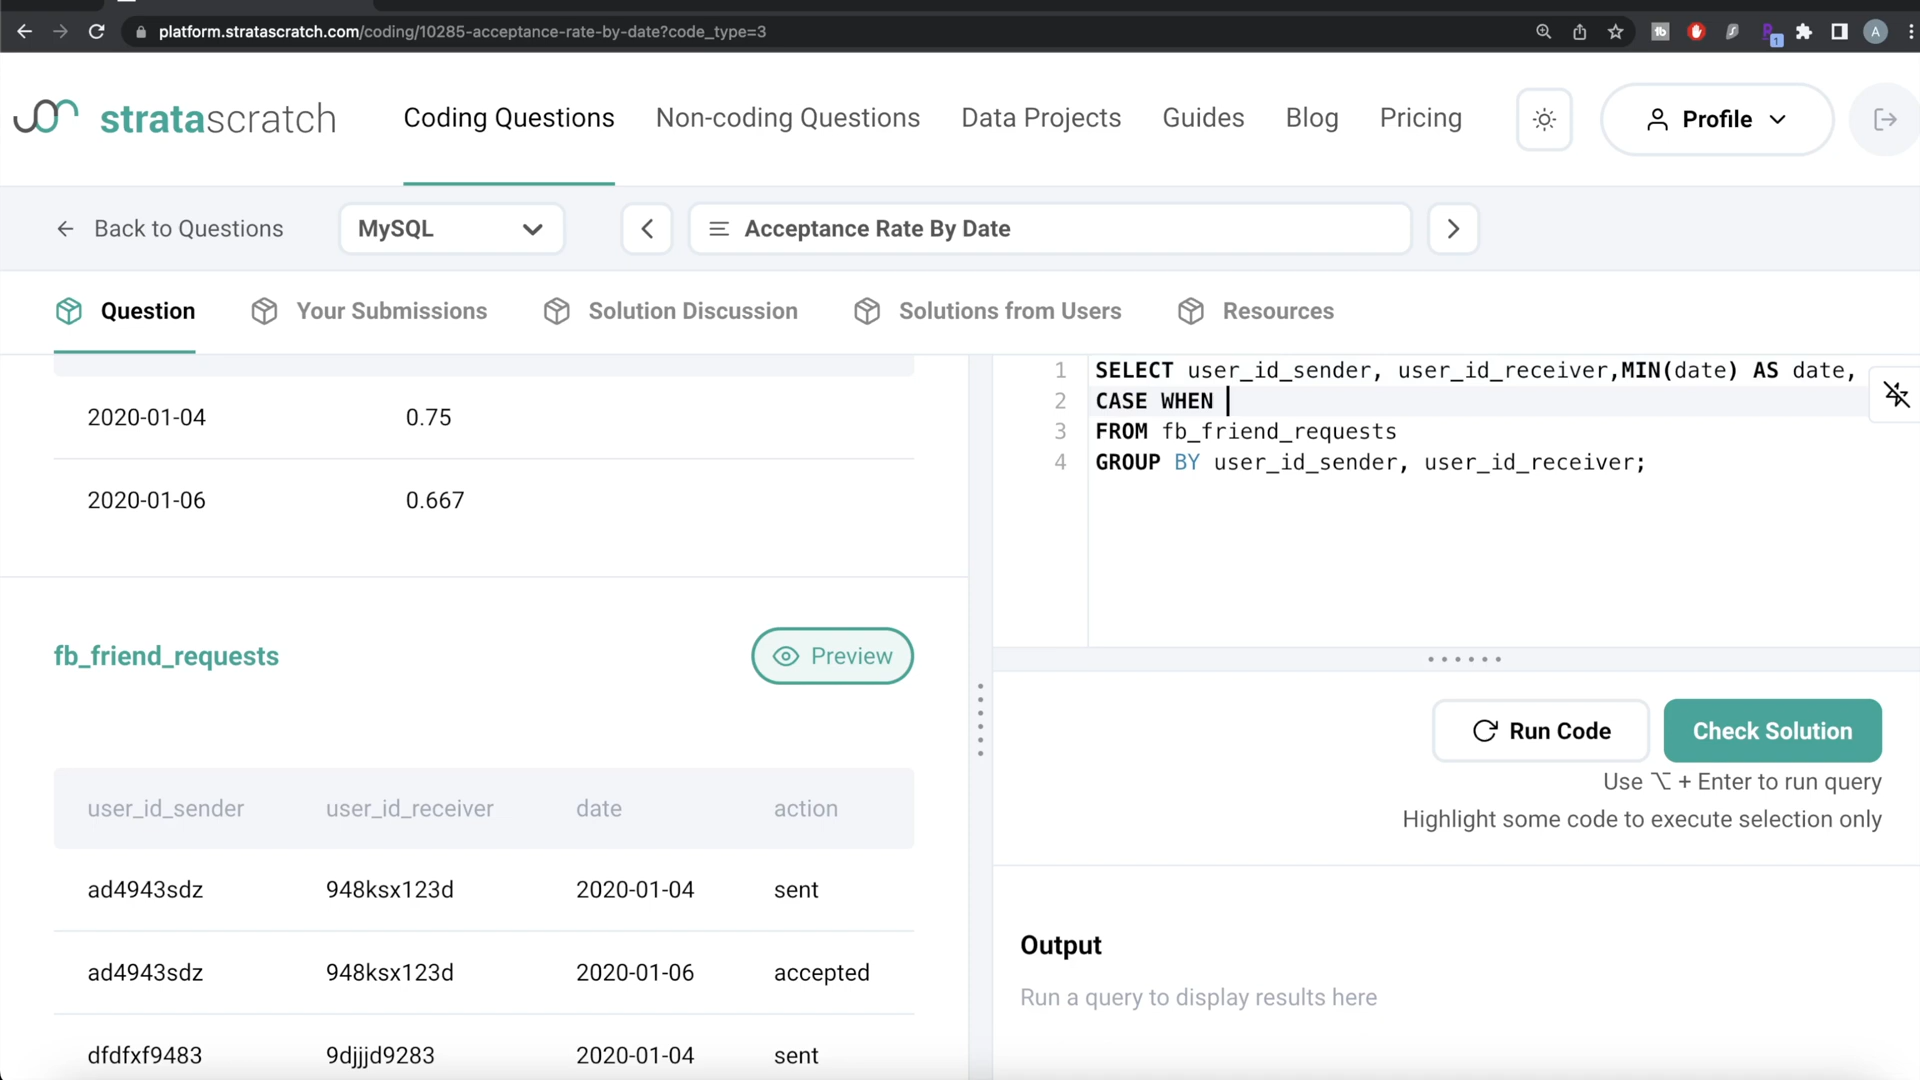 platform.stratascratch.com/coding/10285-acceptance-rate-by-date?code_type=3
tb
1
A
stratascratch
Coding Questions
Non-coding Questions
Data Projects
Guides
Blog
Pricing
Profile
Back to Questions
MySQL
Acceptance Rate By Date
Question
Your Submissions
Solution Discussion
Solutions from Users
Resources
2020-01-04 0.75
2020-01-06 0.667
fb_friend_requests
Preview
user_id_sender user_id_receiver date action
ad4943sdz 948ksx123d 2020-01-04 sent
ad4943sdz 948ksx123d 2020-01-06 accepted
dfdfxf9483 9djjjd9283 2020-01-04 sent
1 SELECT user_id_sender, user_id_receiver,MIN(date) AS date,
2 CASE WHEN
3 FROM fb_friend_requests
4 GROUP BY user_id_sender, user_id_receiver;
Run Code
Check Solution
Use ⌥ + Enter to run query
Highlight some code to execute selection only
Output
Run a query to display results here